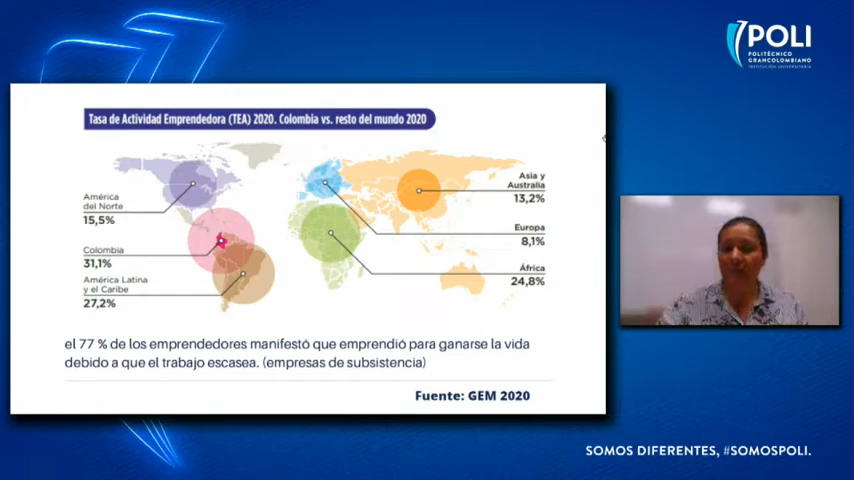 POLI
POLITÉCNICO
GRANCOLOMBIANO
INSTITUCIÓN UNIVERSITARIA
Tasa de Actividad Emprendedora (TEA) 2020. Colombia vs. resto del mundo 2020
América
del Norte
15,5%
Colombia
31,1%
América Latina
y el Caribe
27,2%
Asia y
Australia
13,2%
Europa
8,1%
África
24,8%
el 77 % de los emprendedores manifestó que emprendió para ganarse la vida
debido a que el trabajo escasea. (empresas de subsistencia)
Fuente: GEM 2020
SOMOS DIFERENTES, #SOMOSPOLI.